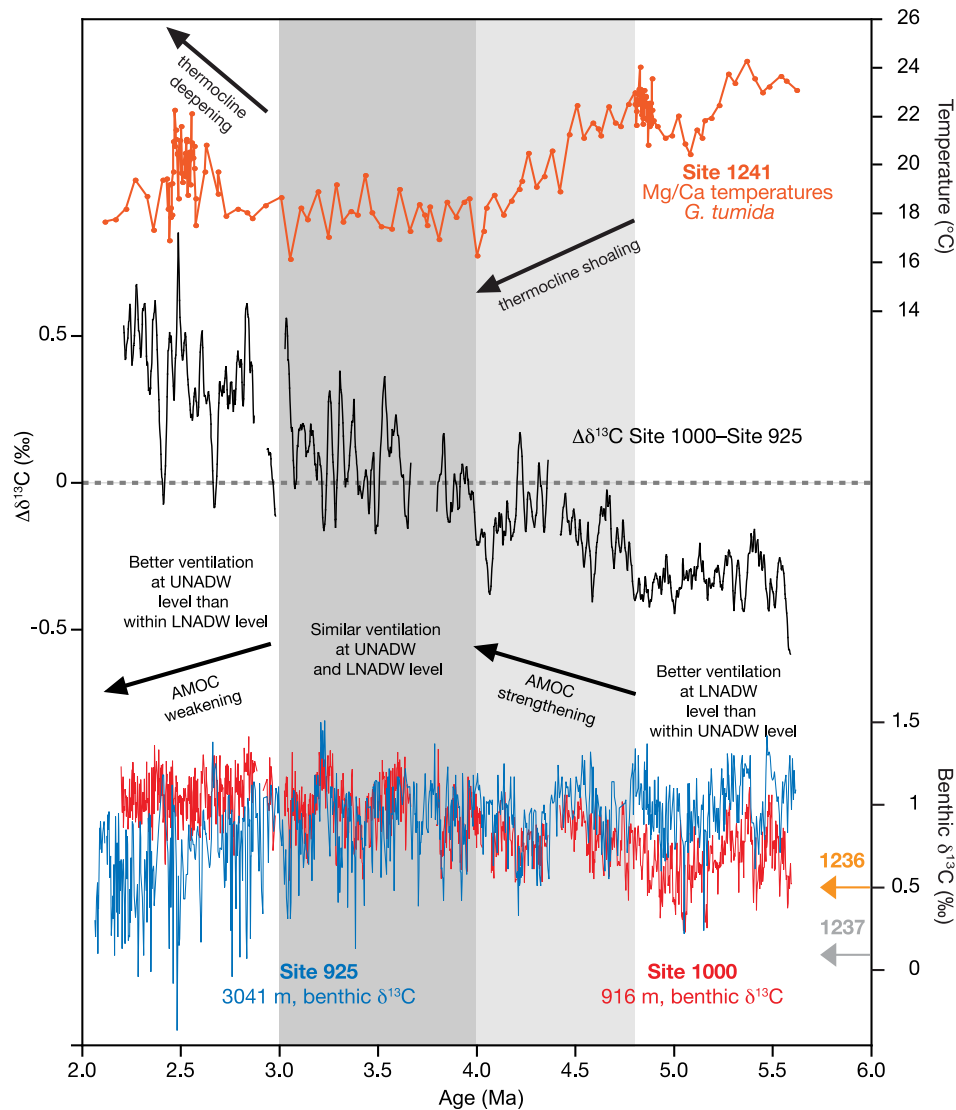 26
24
22
20
18
16
14
Temperature (°C)
thermocline
deepening
Site 1241
Mg/Ca temperatures
G. tumida
thermocline shoaling
0.5
0
-0.5
Δδ¹³C (‰)
Δδ¹³C Site 1000–Site 925
Better ventilation
at UNADW
level than
within LNADW level
Similar ventilation
at UNADW
and LNADW level
Better ventilation
at LNADW
level than
within UNADW level
AMOC
weakening
AMOC
strengthening
1.5
1
0.5
0
Benthic δ¹³C (‰)
1236
1237
Site 925
3041 m, benthic δ¹³C
Site 1000
916 m, benthic δ¹³C
2.0 2.5 3.0 3.5 4.0 4.5 5.0 5.5 6.0
Age (Ma)